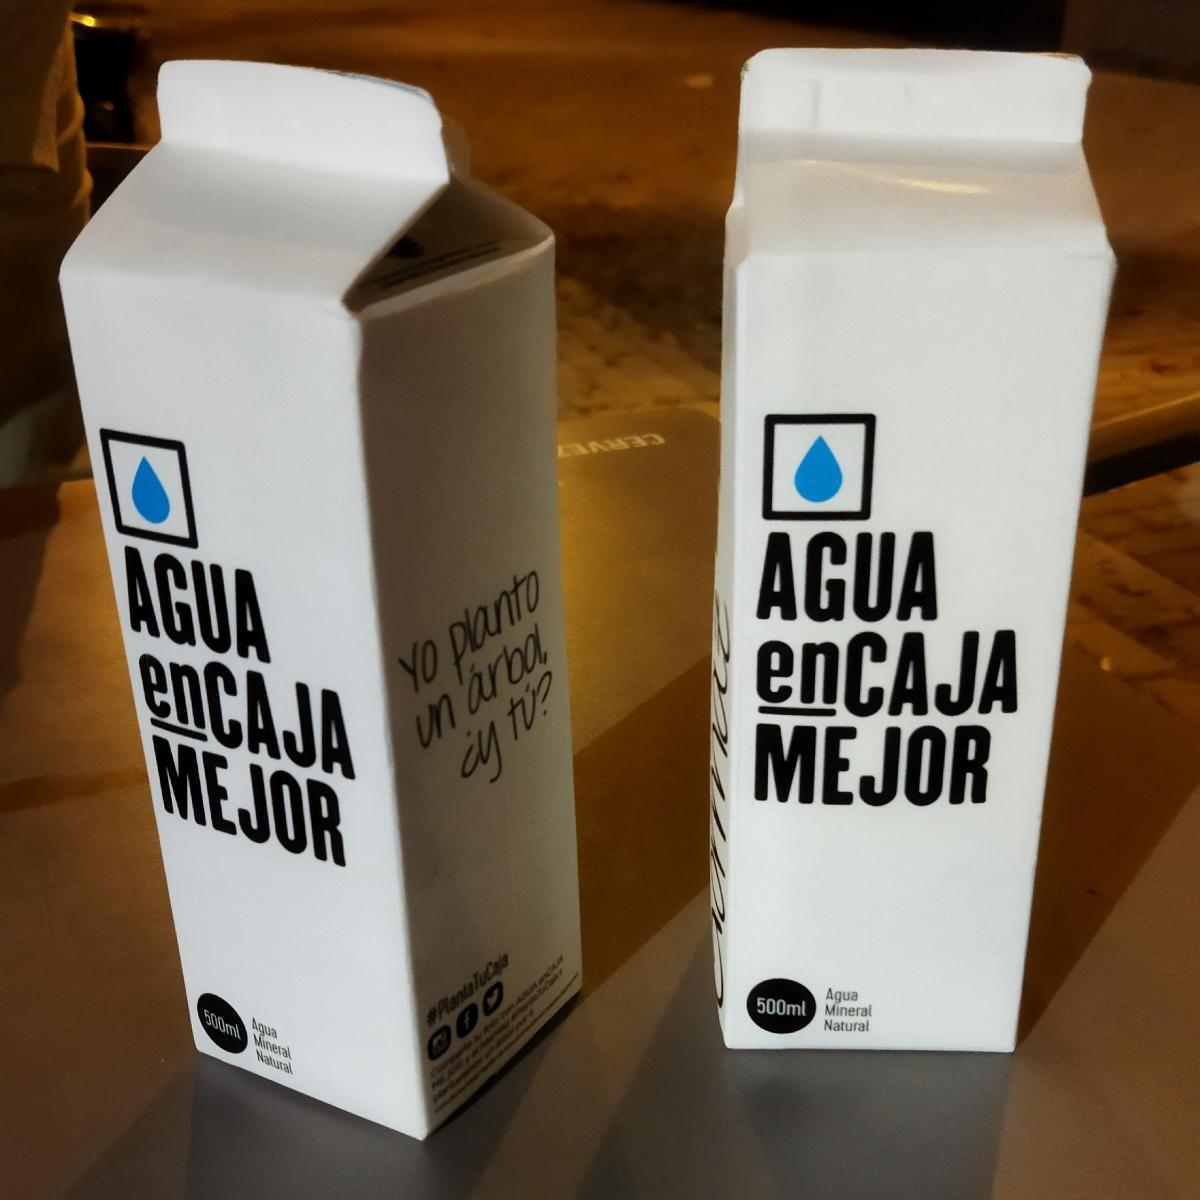 AGUA
enCAJA
MEJOR
500ml
Agua
Mineral
Natural
Yo planto
un árbol,
¿y tú?
#PlantaTuCaja
AGUA
enCAJA
MEJOR
500ml
Agua
Mineral
Natural